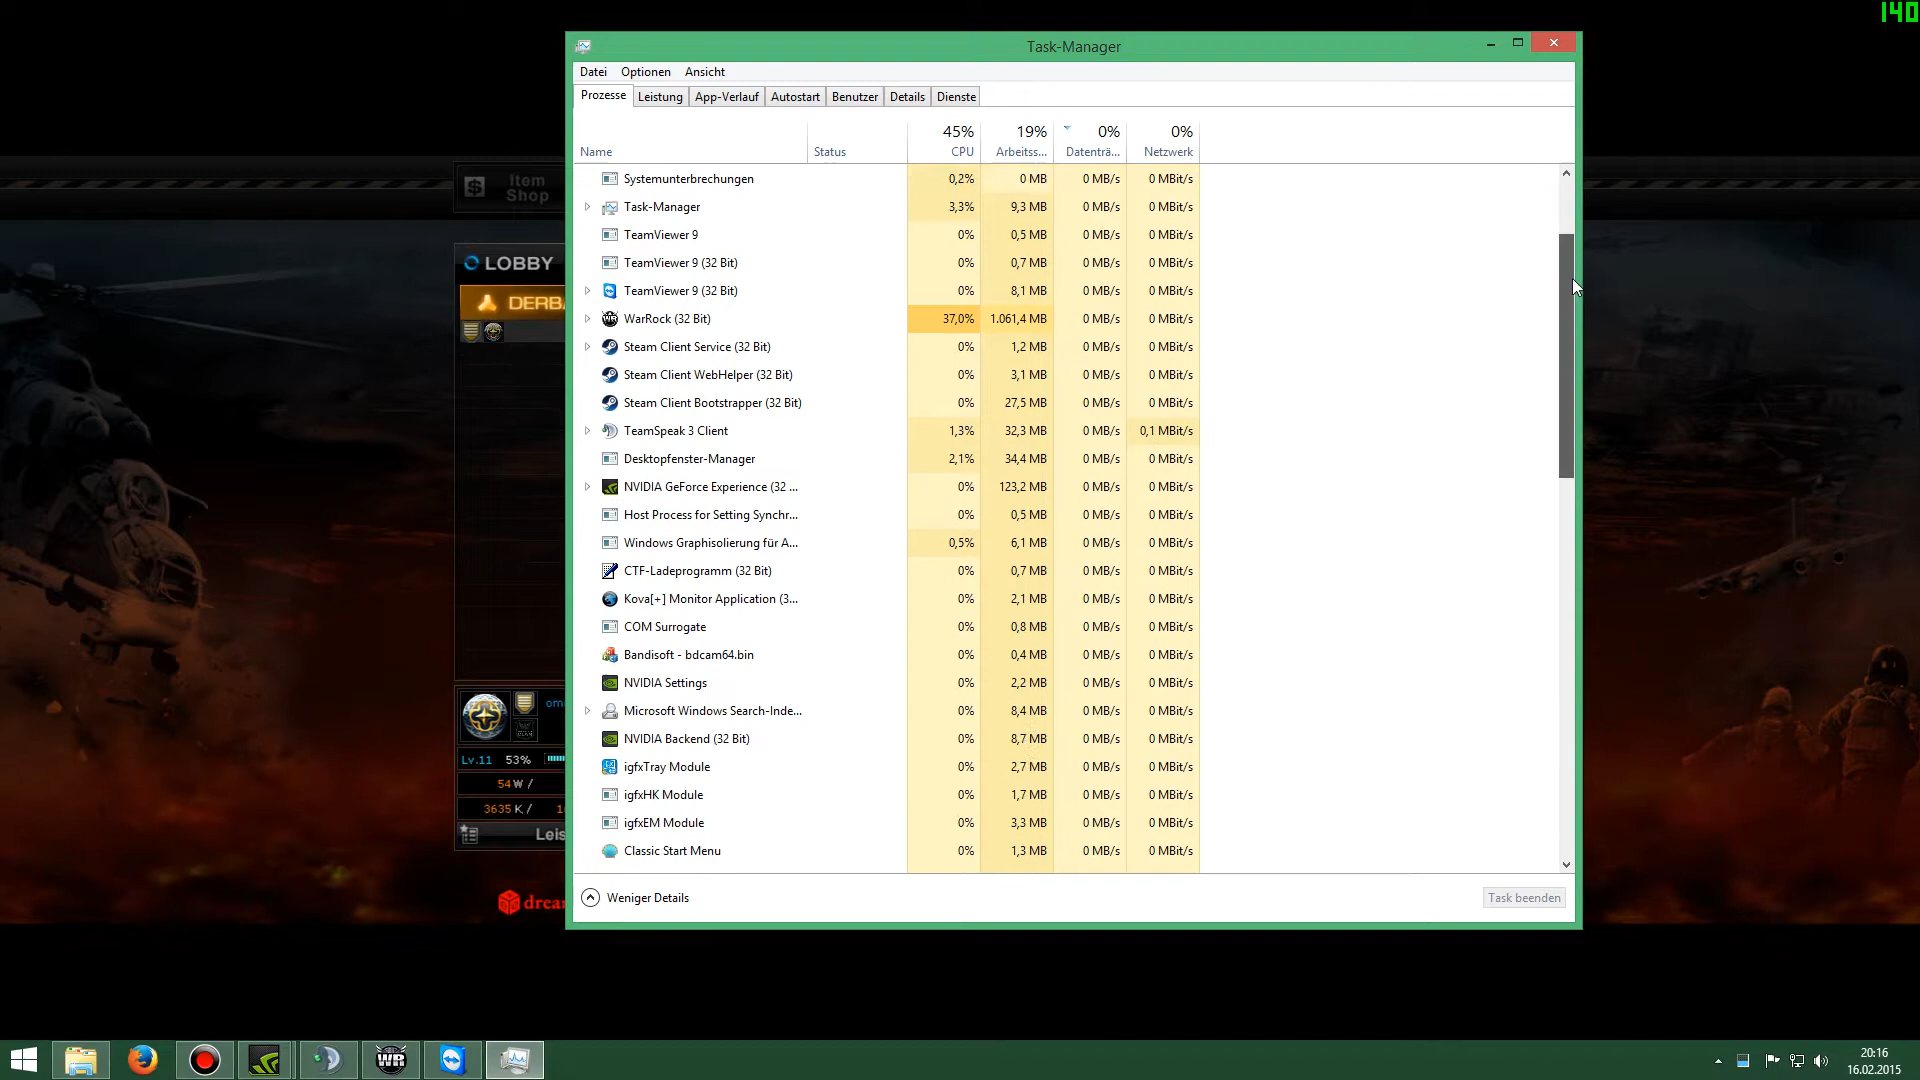 140
Task-Manager
Datei Optionen Ansicht
Prozesse Leistung App-Verlauf Autostart Benutzer Details Dienste
45% 19% 0% 0%
Name Status CPU Arbeitss... Datenträ... Netzwerk
Systemunterbrechungen 0,2% 0 MB 0 MB/s 0 MBit/s
Task-Manager 3,3% 9,3 MB 0 MB/s 0 MBit/s
TeamViewer 9 0% 0,5 MB 0 MB/s 0 MBit/s
TeamViewer 9 (32 Bit) 0% 0,7 MB 0 MB/s 0 MBit/s
TeamViewer 9 (32 Bit) 0% 8,1 MB 0 MB/s 0 MBit/s
WarRock (32 Bit) 37,0% 1.061,4 MB 0 MB/s 0 MBit/s
Steam Client Service (32 Bit) 0% 1,2 MB 0 MB/s 0 MBit/s
Steam Client WebHelper (32 Bit) 0% 3,1 MB 0 MB/s 0 MBit/s
Steam Client Bootstrapper (32 Bit) 0% 27,5 MB 0 MB/s 0 MBit/s
TeamSpeak 3 Client 1,3% 32,3 MB 0 MB/s 0,1 MBit/s
Desktopfenster-Manager 2,1% 34,4 MB 0 MB/s 0 MBit/s
NVIDIA GeForce Experience (32 ... 0% 123,2 MB 0 MB/s 0 MBit/s
Host Process for Setting Synchr... 0% 0,5 MB 0 MB/s 0 MBit/s
Windows Graphisolierung für A... 0,5% 6,1 MB 0 MB/s 0 MBit/s
CTF-Ladeprogramm (32 Bit) 0% 0,7 MB 0 MB/s 0 MBit/s
Kova[+] Monitor Application (3... 0% 2,1 MB 0 MB/s 0 MBit/s
COM Surrogate 0% 0,8 MB 0 MB/s 0 MBit/s
Bandisoft - bdcam64.bin 0% 0,4 MB 0 MB/s 0 MBit/s
NVIDIA Settings 0% 2,2 MB 0 MB/s 0 MBit/s
Microsoft Windows Search-Inde... 0% 8,4 MB 0 MB/s 0 MBit/s
NVIDIA Backend (32 Bit) 0% 8,7 MB 0 MB/s 0 MBit/s
igfxTray Module 0% 2,7 MB 0 MB/s 0 MBit/s
igfxHK Module 0% 1,7 MB 0 MB/s 0 MBit/s
igfxEM Module 0% 3,3 MB 0 MB/s 0 MBit/s
Classic Start Menu 0% 1,3 MB 0 MB/s 0 MBit/s
Weniger Details Task beenden
Item
Shop
LOBBY
DERB
om
Lv.11 53%
54 W /
3635 K / 1
Leis
drea
WR
20:16
16.02.2015